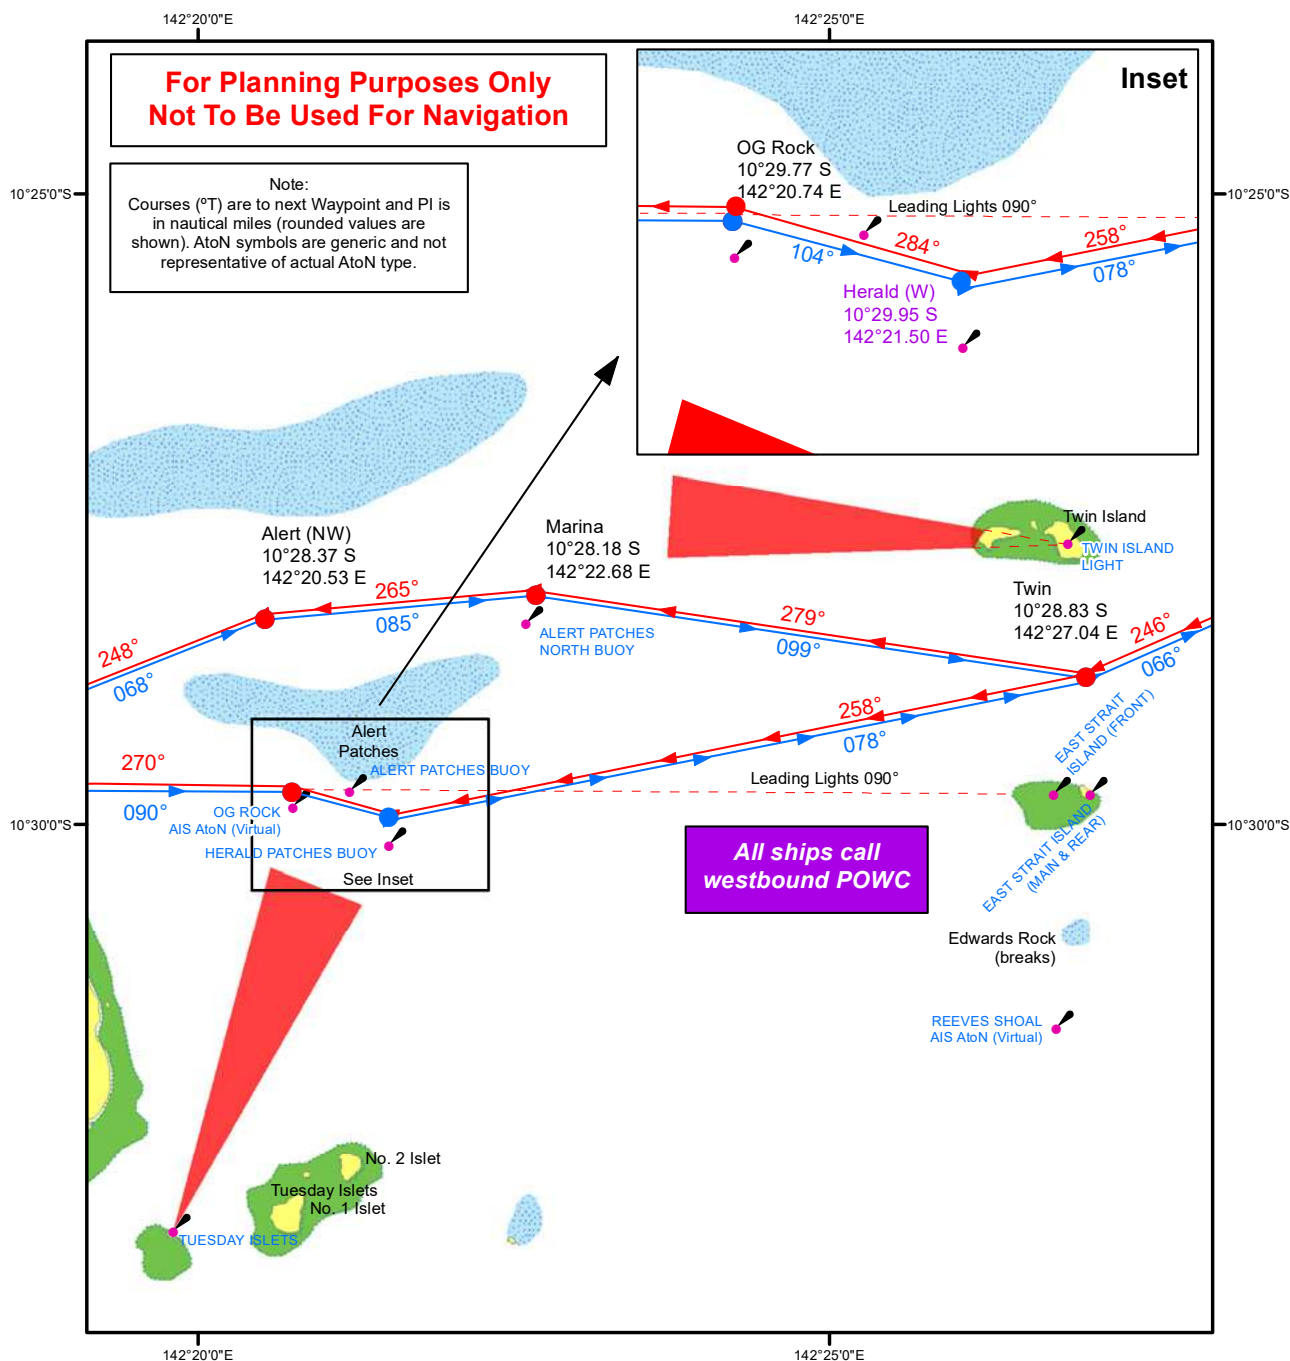 142°20'0"E
142°25'0"E
For Planning Purposes Only
Not To Be Used For Navigation
Inset
Note:
Courses (ºT) are to next Waypoint and PI is
in nautical miles (rounded values are
shown). AtoN symbols are generic and not
representative of actual AtoN type.
OG Rock
10°29.77 S
142°20.74 E
10°25'0"S
10°25'0"S
Leading Lights 090°
284°
258°
104°
078°
Herald (W)
10°29.95 S
142°21.50 E
Twin Island
TWIN ISLAND
LIGHT
Alert (NW)
10°28.37 S
142°20.53 E
Marina
10°28.18 S
142°22.68 E
Twin
10°28.83 S
142°27.04 E
265°
085°
279°
099°
246°
066°
248°
068°
ALERT PATCHES
NORTH BUOY
258°
078°
EAST STRAIT
ISLAND (FRONT)
Alert
Patches
ALERT PATCHES BUOY
270°
090°
Leading Lights 090°
OG ROCK
AIS AtoN (Virtual)
HERALD PATCHES BUOY
10°30'0"S
10°30'0"S
See Inset
All ships call
westbound POWC
EAST STRAIT ISLAND
(MAIN & REAR)
Edwards Rock
(breaks)
REEVES SHOAL
AIS AtoN (Virtual)
No. 2 Islet
Tuesday Islets
No. 1 Islet
TUESDAY ISLETS
142°20'0"E
142°25'0"E